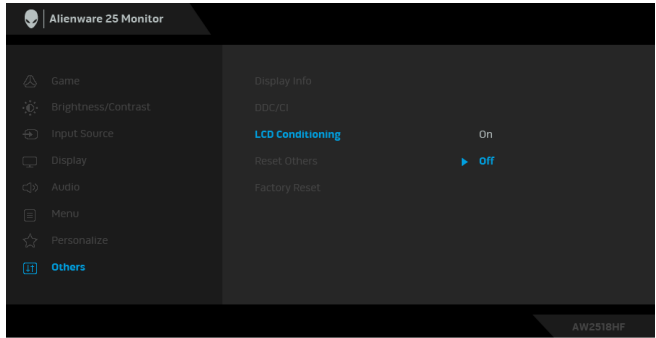 Alienware 25 Monitor
Game
Display Info
Brightness/Contrast
DDC/CI
Input Source
LCD Conditioning
On
Display
Reset Others
Off
Audio
Factory Reset
Menu
Personalize
Others
AW2518HF